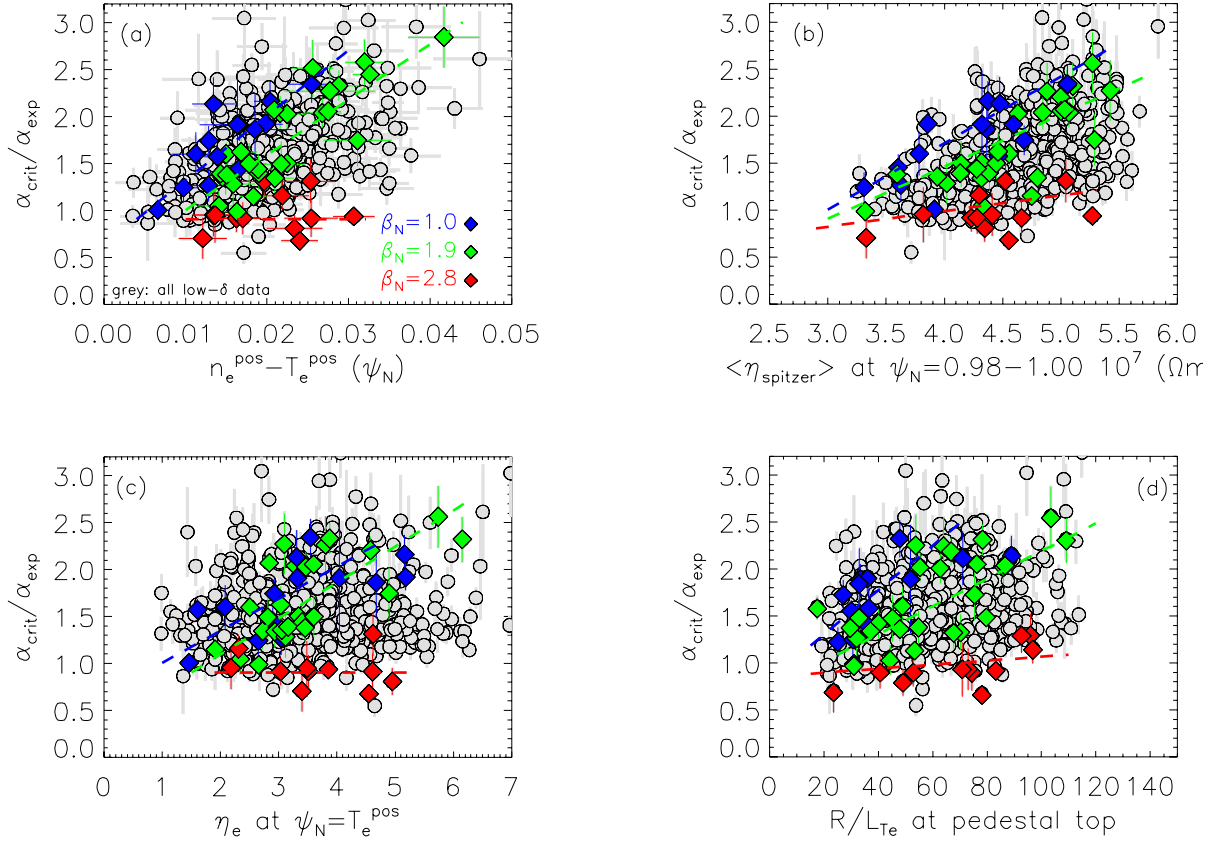 (a)
3.0
2.5
2.0
1.5
1.0
0.5
0.0
α_crit/α_exp
β_N=1.0
β_N=1.9
β_N=2.8
grey: all low−δ data
0.00 0.01 0.02 0.03 0.04 0.05
n_e^pos−T_e^pos (ψ_N)
(b)
3.0
2.5
2.0
1.5
1.0
0.5
0.0
α_crit/α_exp
2.5 3.0 3.5 4.0 4.5 5.0 5.5 6.0
<η_spitzer> at ψ_N=0.98−1.00 10^7 (Ωm
(c)
3.0
2.5
2.0
1.5
1.0
0.5
0.0
α_crit/α_exp
0 1 2 3 4 5 6 7
η_e at ψ_N=T_e^pos
(d)
3.0
2.5
2.0
1.5
1.0
0.5
0.0
α_crit/α_exp
0 20 40 60 80 100 120 140
R/L_Te at pedestal top